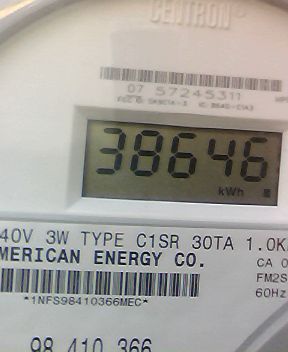 CENTRON®
07 57245311
38646
kWh
40V 3W TYPE C1SR 30TA 1.0K
MERICAN ENERGY CO.
CA 0
FM2S
60Hz
*1NFS98410366MEC*
98 410 366